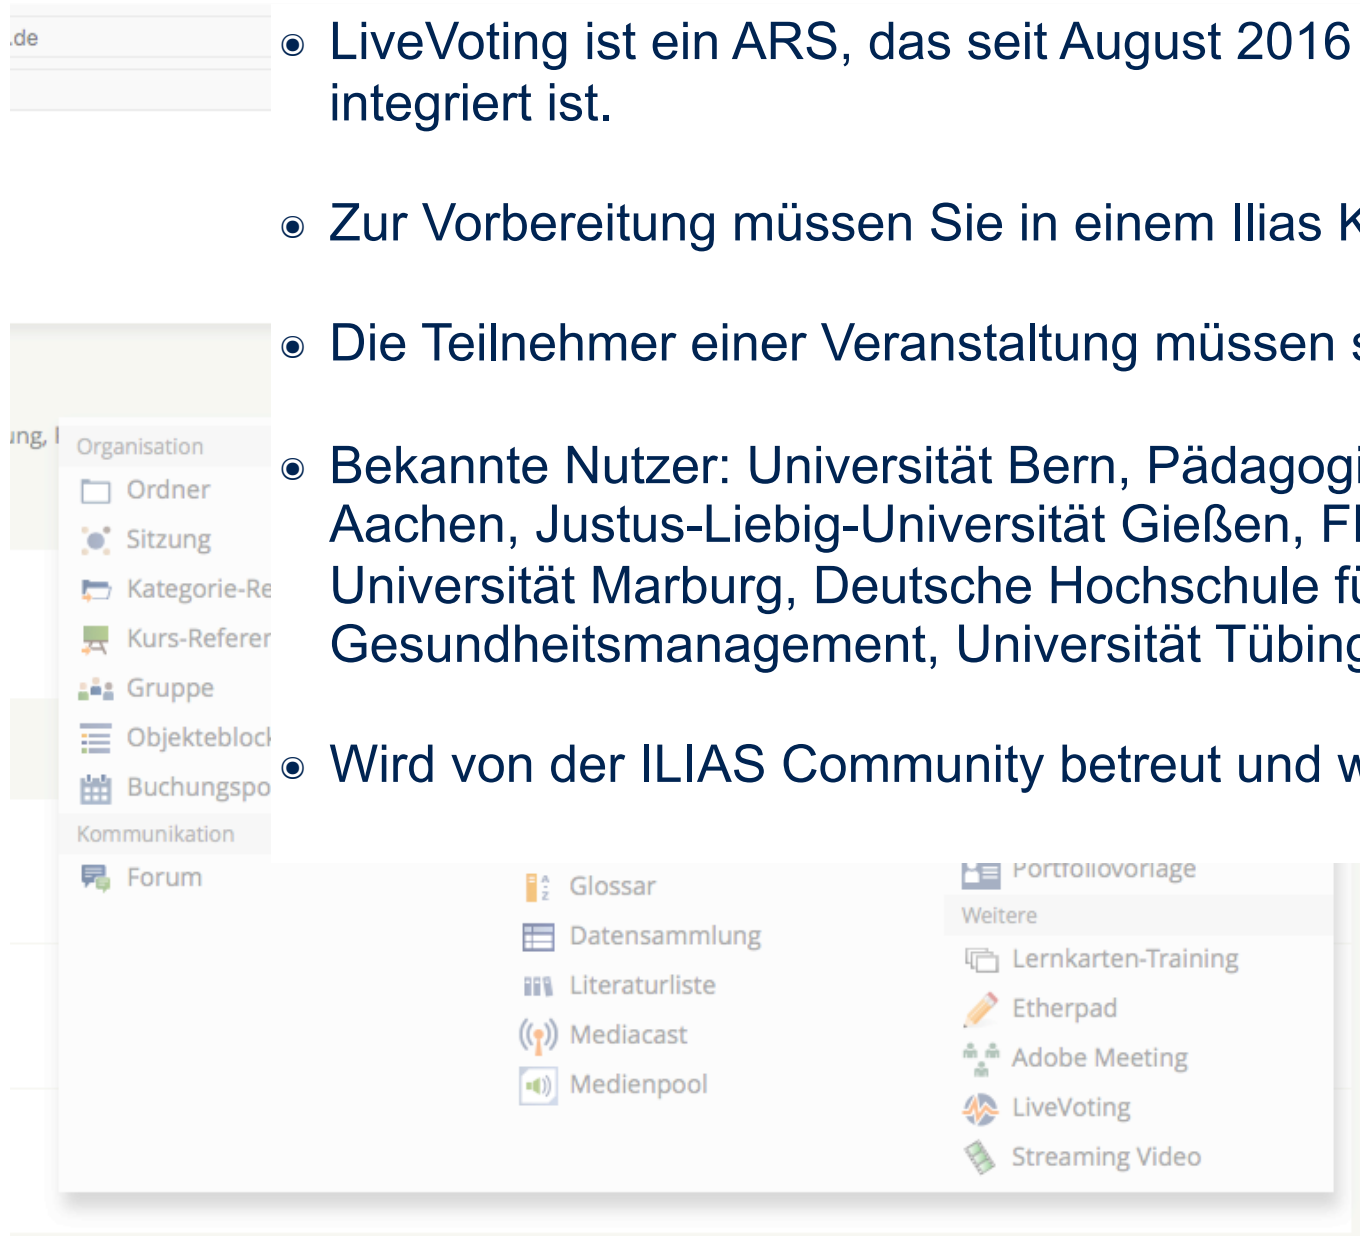 .de
LiveVoting ist ein ARS, das seit August 2016
integriert ist.
Zur Vorbereitung müssen Sie in einem Ilias K
Die Teilnehmer einer Veranstaltung müssen s
Bekannte Nutzer: Universität Bern, Pädagogi
Aachen, Justus-Liebig-Universität Gießen, F
Universität Marburg, Deutsche Hochschule fü
Gesundheitsmanagement, Universität Tübing
Wird von der ILIAS Community betreut und w
ung,
Organisation
Ordner
Sitzung
Kategorie-Re
Kurs-Referen
Gruppe
Objekteblock
Buchungspo
Kommunikation
Forum
Glossar
Datensammlung
Literaturliste
Mediacast
Medienpool
Portfoliovorlage
Weitere
Lernkarten-Training
Etherpad
Adobe Meeting
LiveVoting
Streaming Video